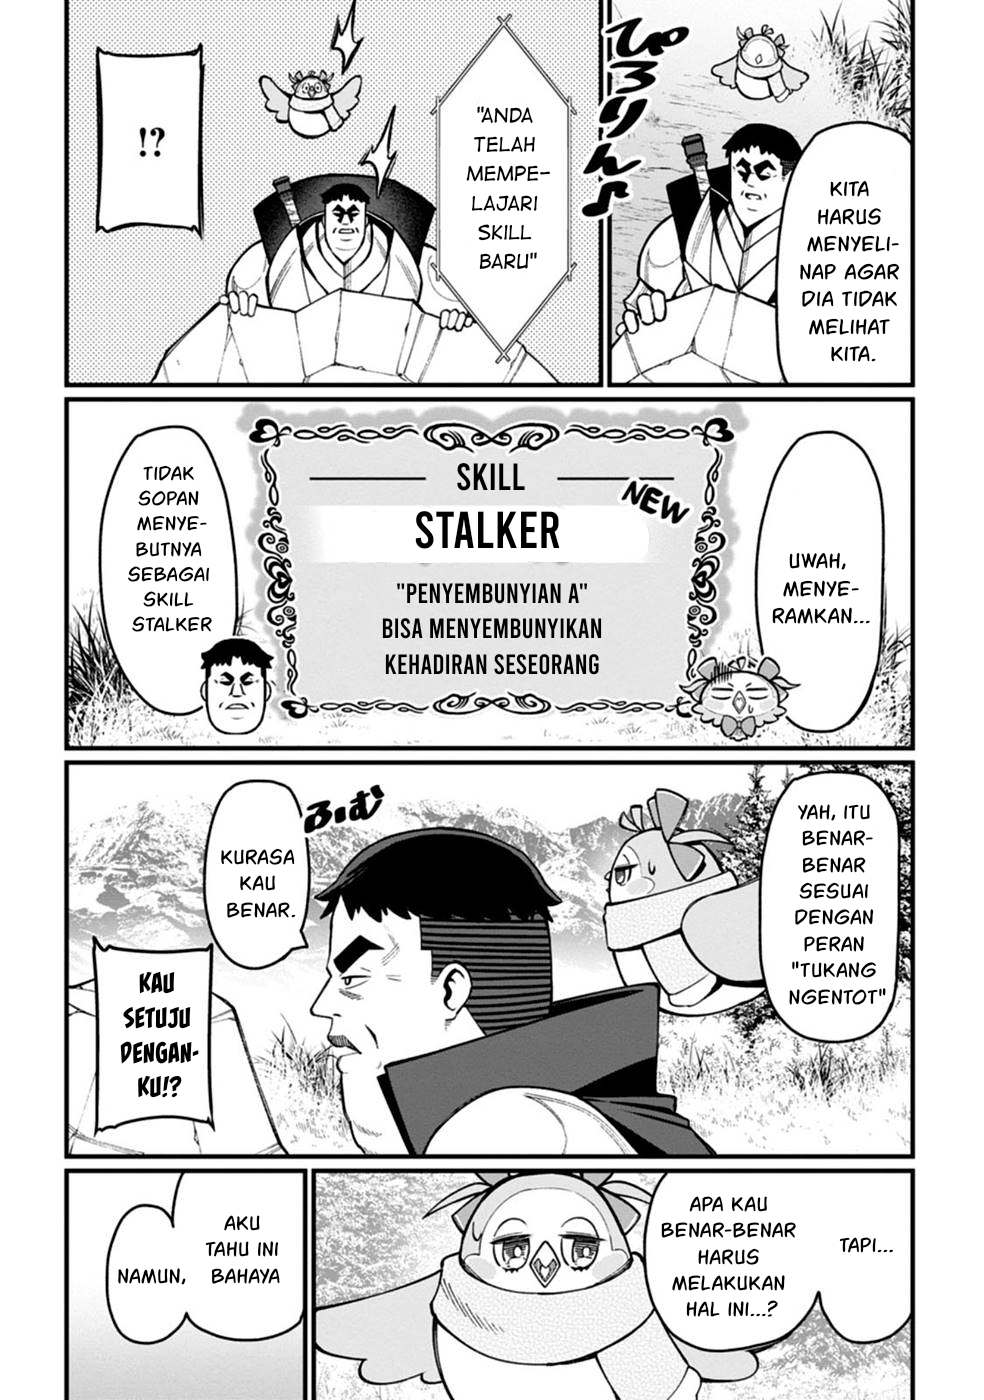 KITA
HARUS
MENYELI-
NAP AGAR
DIA TIDAK
MELIHAT
KITA.
ぴろりん♪
"ANDA
TELAH
MEMPE-
LAJARI
SKILL
BARU"
!?
UWAH,
MENYE-
RAMKAN...
SKILL
NEW
STALKER
"PENYEMBUNYIAN A"
BISA MENYEMBUNYIKAN
KEHADIRAN SESEORANG
TIDAK
SOPAN
MENYE-
BUTNYA
SEBAGAI
SKILL
STALKER
YAH, ITU
BENAR-
BENAR
SESUAI
DENGAN
PERAN
"TUKANG
NGENTOT"
ふむ
KURASA
KAU
BENAR.
KAU
SETUJU
DENGAN-
KU!?
TAPI...
APA KAU
BENAR-BENAR
HARUS
MELAKUKAN
HAL INI...?
AKU
TAHU INI
BAHAYA
NAMUN,